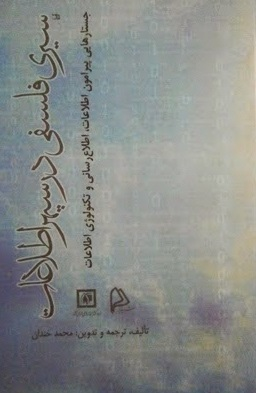 سیری فلسفی در سپهر اطلاعات
جستارهایی پیرامون اطلاعات، اطلاع‌رسانی و تکنولوژی اطلاعات
تألیف، ترجمه و تدوین: محمد خندان